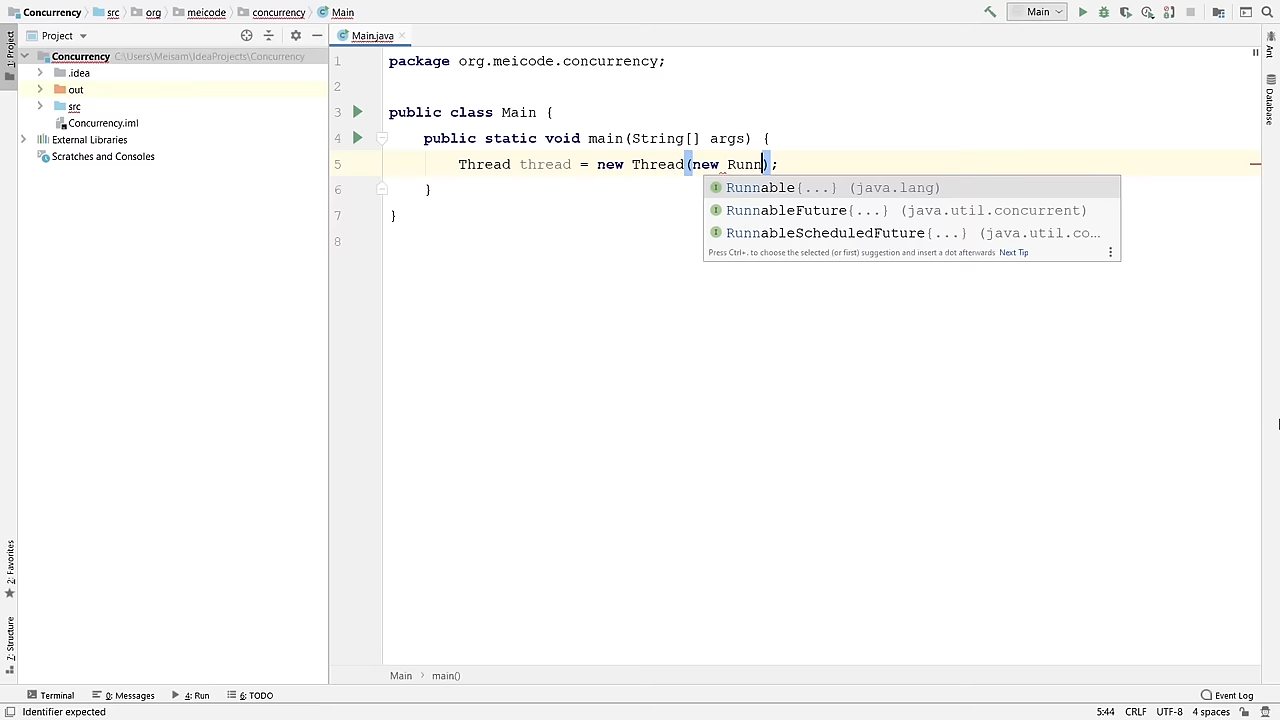 Concurrency src org meicode concurrency Main
Main
1: Project
Project
Main.java
Concurrency C:\Users\Meisam\IdeaProjects\Concurrency
.idea
out
src
Concurrency.iml
External Libraries
Scratches and Consoles
1 package org.meicode.concurrency;
2
3 public class Main {
4 public static void main(String[] args) {
5 Thread thread = new Thread(new Runn);
6 }
7 }
8
Runnable{...} (java.lang)
RunnableFuture{...} (java.util.concurrent)
RunnableScheduledFuture{...} (java.util.co...
Press Ctrl+. to choose the selected (or first) suggestion and insert a dot afterwards Next Tip
Ant
Database
2: Favorites
7: Structure
Main main()
Terminal 0: Messages 4: Run 6: TODO Event Log
Identifier expected 5:44 CRLF UTF-8 4 spaces